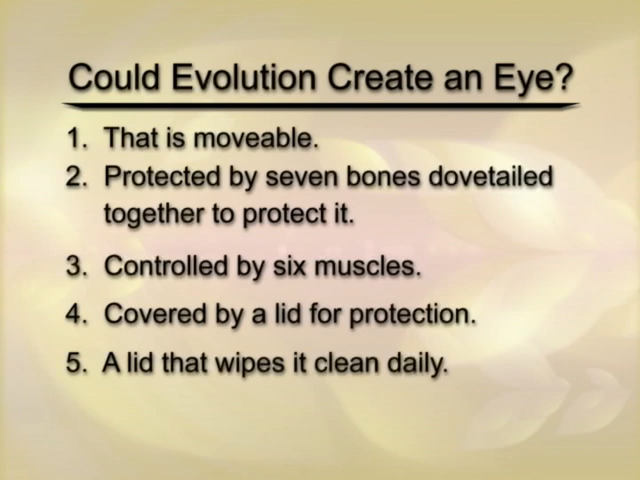 Could Evolution Create an Eye?
1. That is moveable.
2. Protected by seven bones dovetailed
together to protect it.
3. Controlled by six muscles.
4. Covered by a lid for protection.
5. A lid that wipes it clean daily.